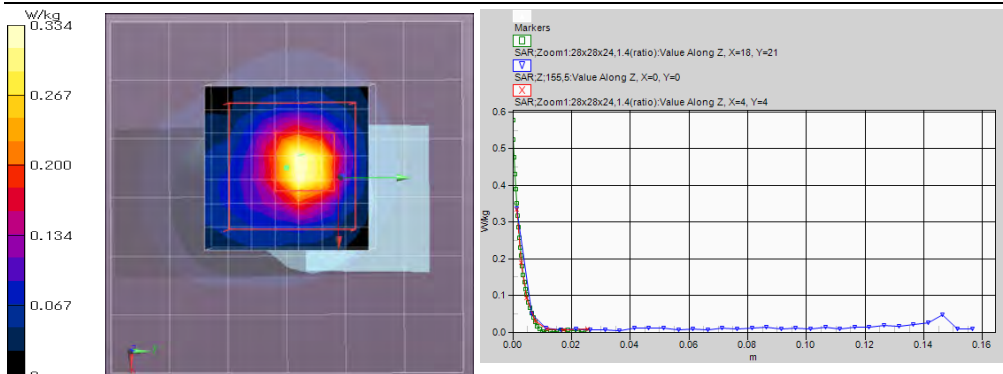 W/kg
0.334
0.267
0.200
0.134
0.067
0
Markers
SAR;Zoom1:28x28x24,1.4(ratio):Value Along Z, X=18, Y=21
SAR;Z;155,5:Value Along Z, X=0, Y=0
SAR;Zoom1:28x28x24,1.4(ratio):Value Along Z, X=4, Y=4
0.6
0.5
0.4
0.3
0.2
0.1
0.0
W/kg
0.00 0.02 0.04 0.06 0.08 0.10 0.12 0.14 0.16
m